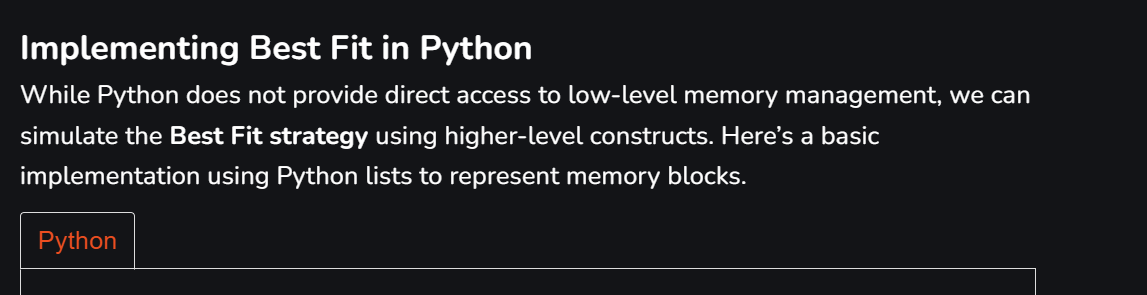 Implementing Best Fit in Python
While Python does not provide direct access to low-level memory management, we can
simulate the Best Fit strategy using higher-level constructs. Here’s a basic
implementation using Python lists to represent memory blocks.
Python